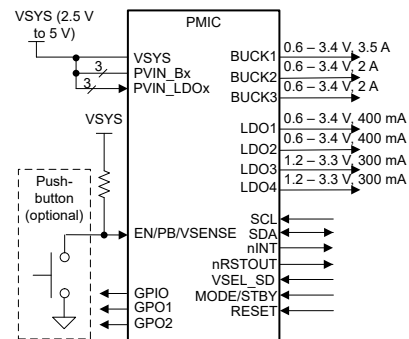 VSYS (2.5 V
to 5 V)
PMIC
VSYS
3
PVIN_Bx
3
PVIN_LDOx
VSYS
Push-
button
(optional)
EN/PB/VSENSE
GPIO
GPO1
GPO2
BUCK1
0.6 – 3.4 V, 3.5 A
BUCK2
0.6 – 3.4 V, 2 A
BUCK3
0.6 – 3.4 V, 2 A
LDO1
0.6 – 3.4 V, 400 mA
LDO2
0.6 – 3.4 V, 400 mA
LDO3
1.2 – 3.3 V, 300 mA
LDO4
1.2 – 3.3 V, 300 mA
SCL
SDA
nINT
nRSTOUT
VSEL_SD
MODE/STBY
RESET